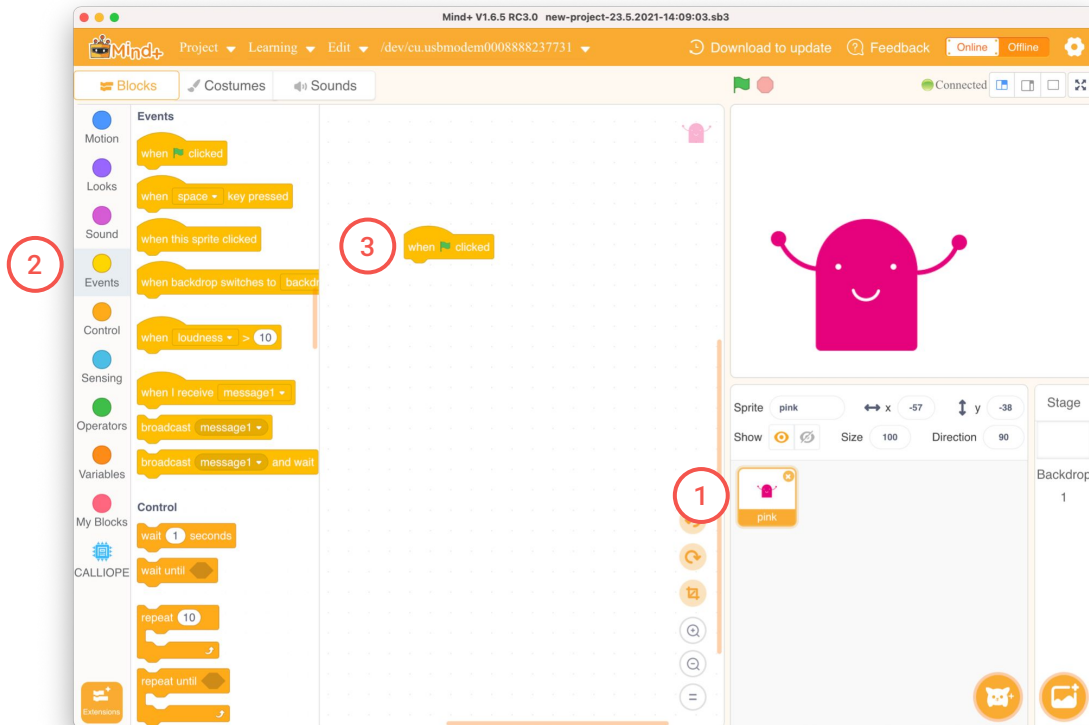 Mind+ V1.6.5 RC3.0 new-project-23.5.2021-14:09:03.sb3
Mind+ Project Learning Edit /dev/cu.usbmodem0008888237731 Download to update Feedback Online Offline
Blocks Costumes Sounds
Connected
Motion
Looks
Sound
Events
Control
Sensing
Operators
Variables
My Blocks
CALLIOPE
Extensions
Events
when clicked
when space key pressed
when this sprite clicked
when backdrop switches to backdr
when loudness > 10
when I receive message1
broadcast message1
broadcast message1 and wait
Control
wait 1 seconds
wait until
repeat 10
repeat until
2
3
when clicked
1
Sprite pink x -57 y -38
Show Size 100 Direction 90
pink
Stage
Backdrop
1